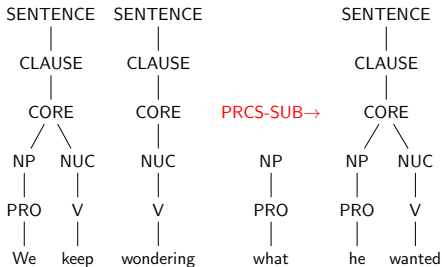 SENTENCE SENTENCE SENTENCE
CLAUSE CLAUSE CLAUSE
CORE CORE PRCS-SUB→ CORE
NP NUC NUC NP NP NUC
PRO V V PRO PRO V
We keep wondering what he wanted